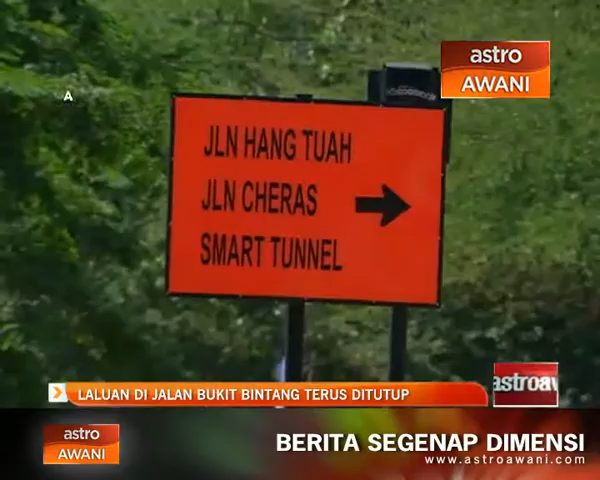 astro
AWANI
A
JLN HANG TUAH
JLN CHERAS
SMART TUNNEL
LALUAN DI JALAN BUKIT BINTANG TERUS DITUTUP
astroaw
astro
AWANI
BERITA SEGENAP DIMENSI
www.astroawani.com